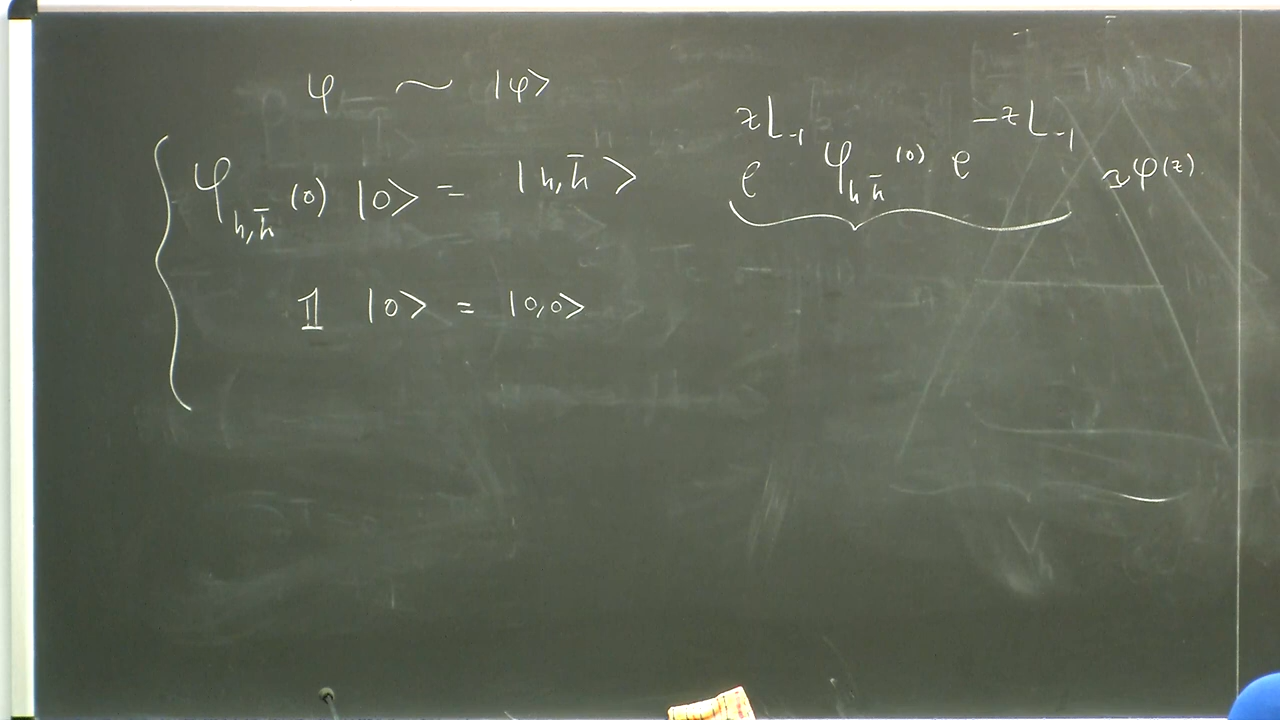 φ ~ |φ>
φ_{h,h̄}(0) |0> = |h,h̄>
e^{zL_{-1}} φ_{h h̄}(0) e^{-zL_{-1}} ~ φ(z).
𝟙 |0> = |0,0>